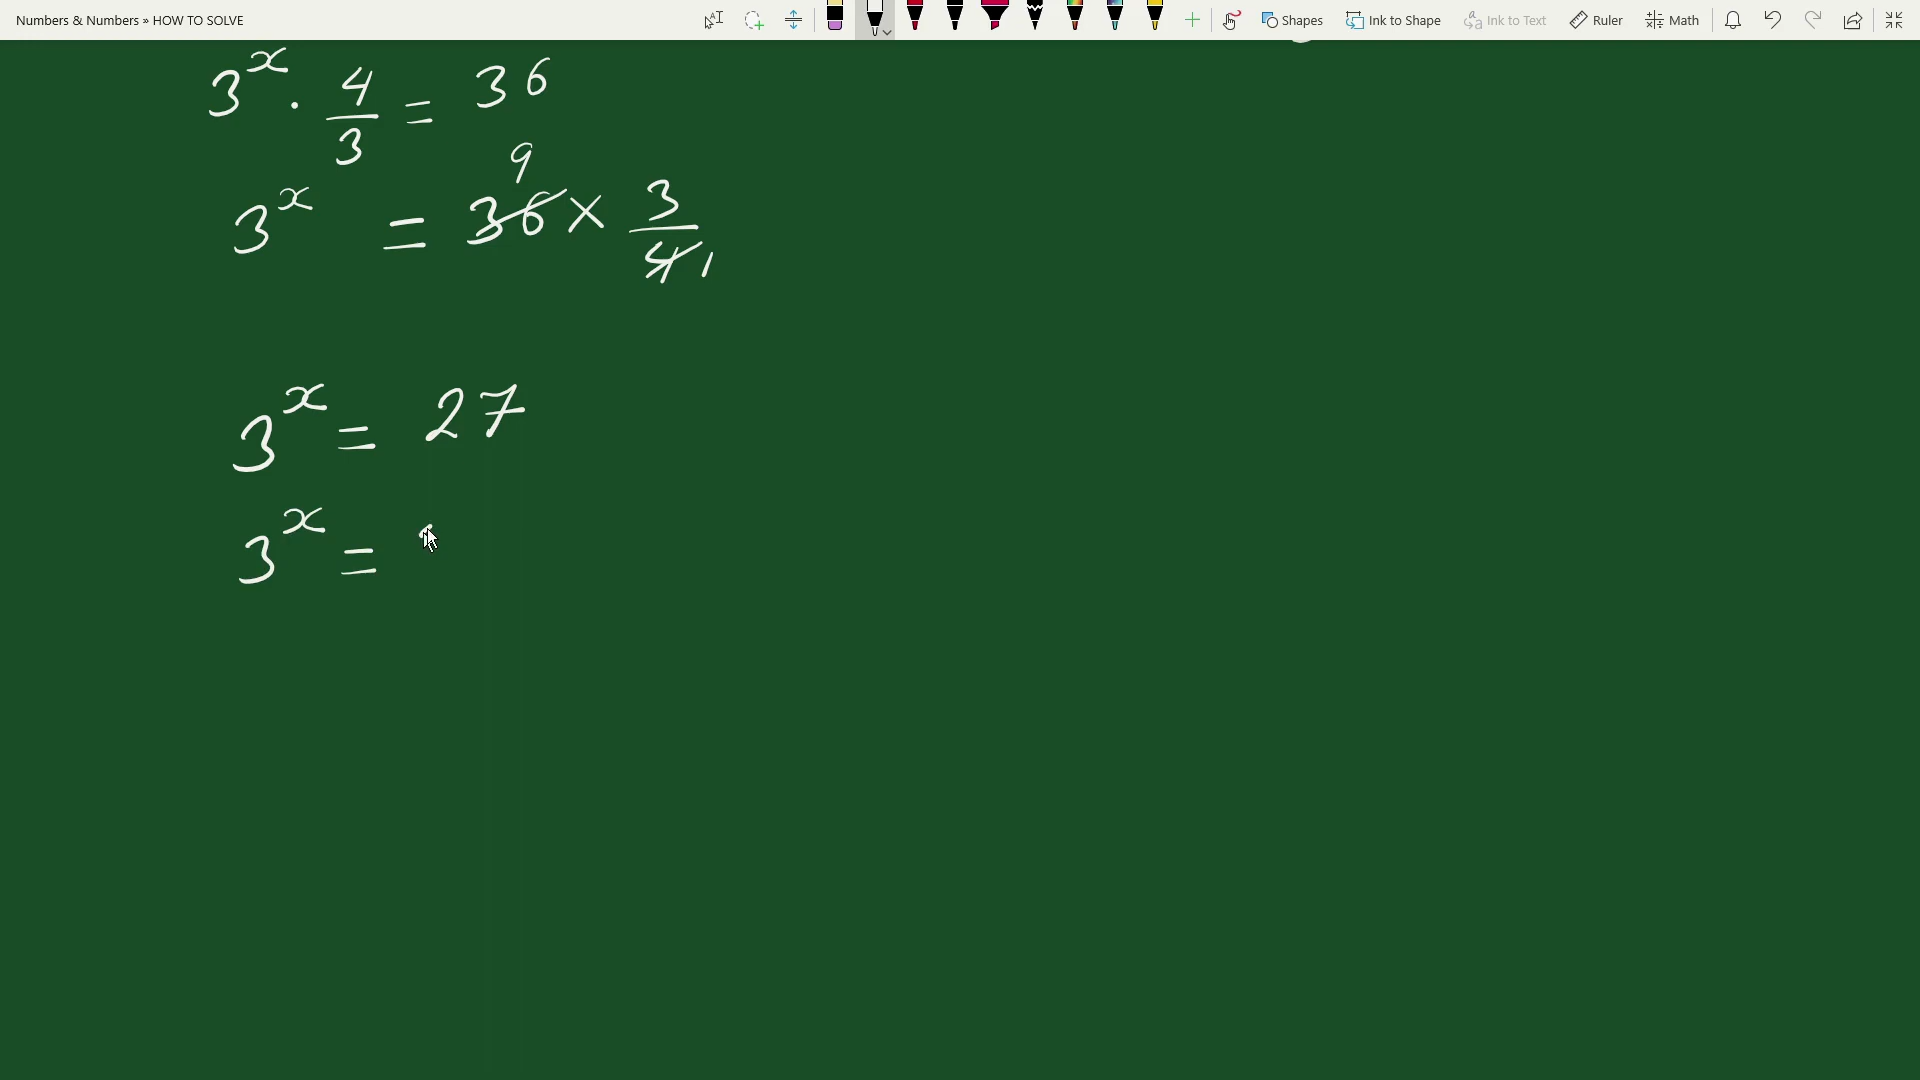 Numbers & Numbers » HOW TO SOLVE
Shapes
Ink to Shape
Ink to Text
Ruler
Math
3^x · 4/3 = 36
9
3^x = 36 × 3/4 1
3^x = 27
3^x =